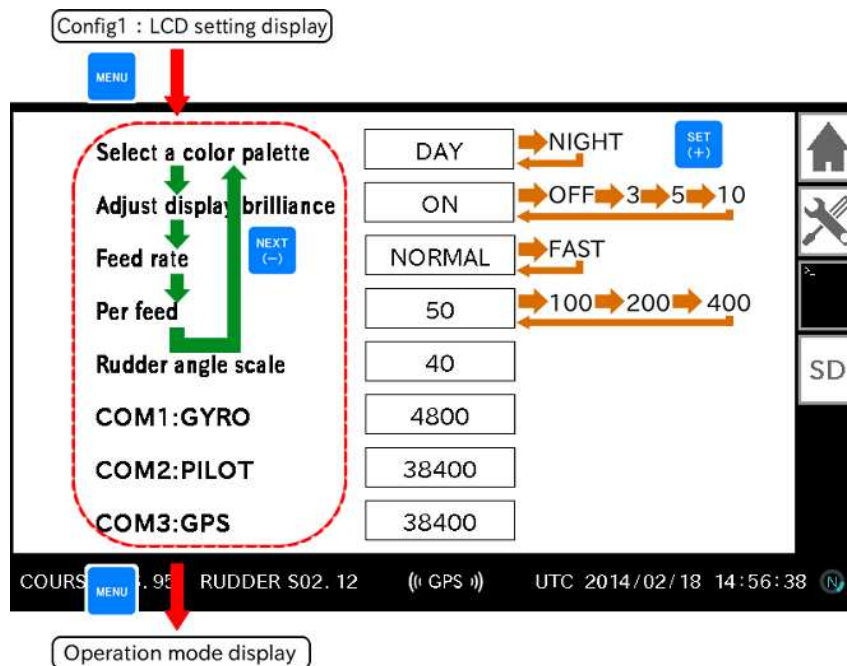 Config1 : LCD setting display
MENU
Select a color palette DAY NIGHT SET (+)
Adjust display brilliance ON OFF 3 5 10
Feed rate NEXT (−) NORMAL FAST
>_
Per feed 50 100 200 400
Rudder angle scale 40 SD
COM1:GYRO 4800
COM2:PILOT 38400
COM3:GPS 38400
COURS MENU . 95 RUDDER S02. 12 ((ı GPS ı)) UTC 2014/02/18 14:56:38 N
Operation mode display